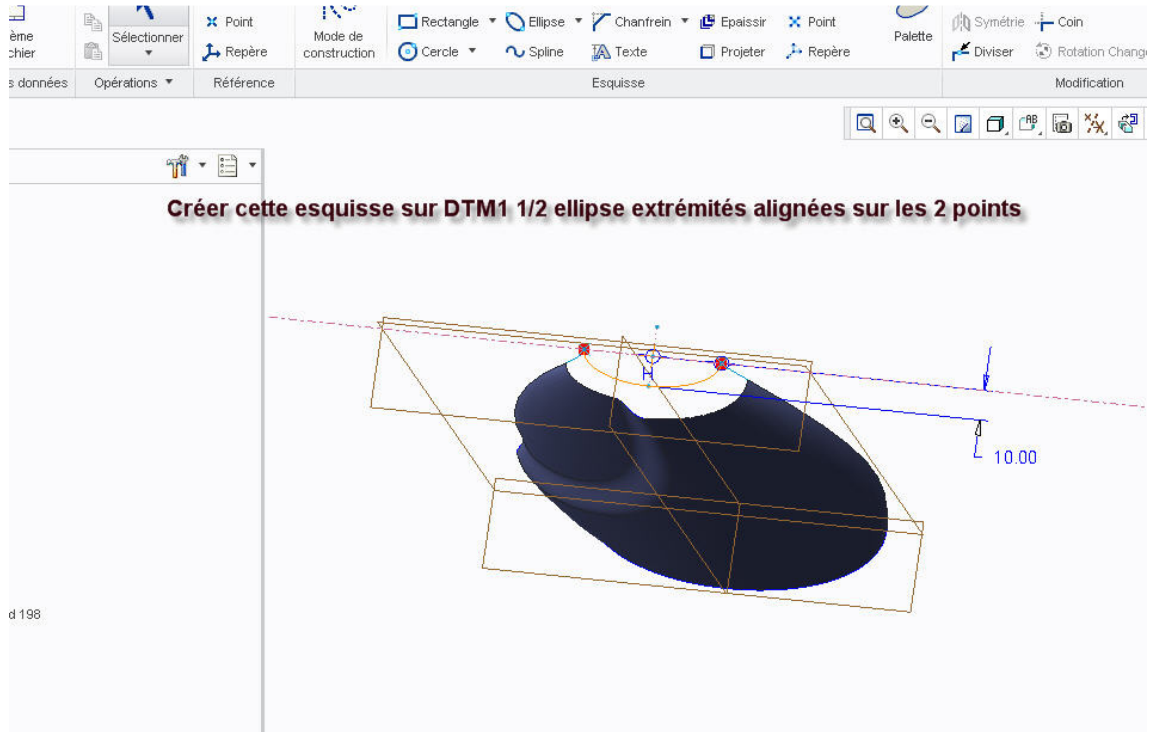 Point
Rectangle
Ellipse
Chanfrein
Epaissir
Point
Symétrie
Coin
ème
chier
Sélectionner
Repère
Mode de
construction
Cercle
Spline
Texte
Projeter
Repère
Palette
Diviser
Rotation Chang
s données
Opérations
Référence
Esquisse
Modification
Créer cette esquisse sur DTM1 1/2 ellipse extrémités alignées sur les 2 points
H
10.00
d 198